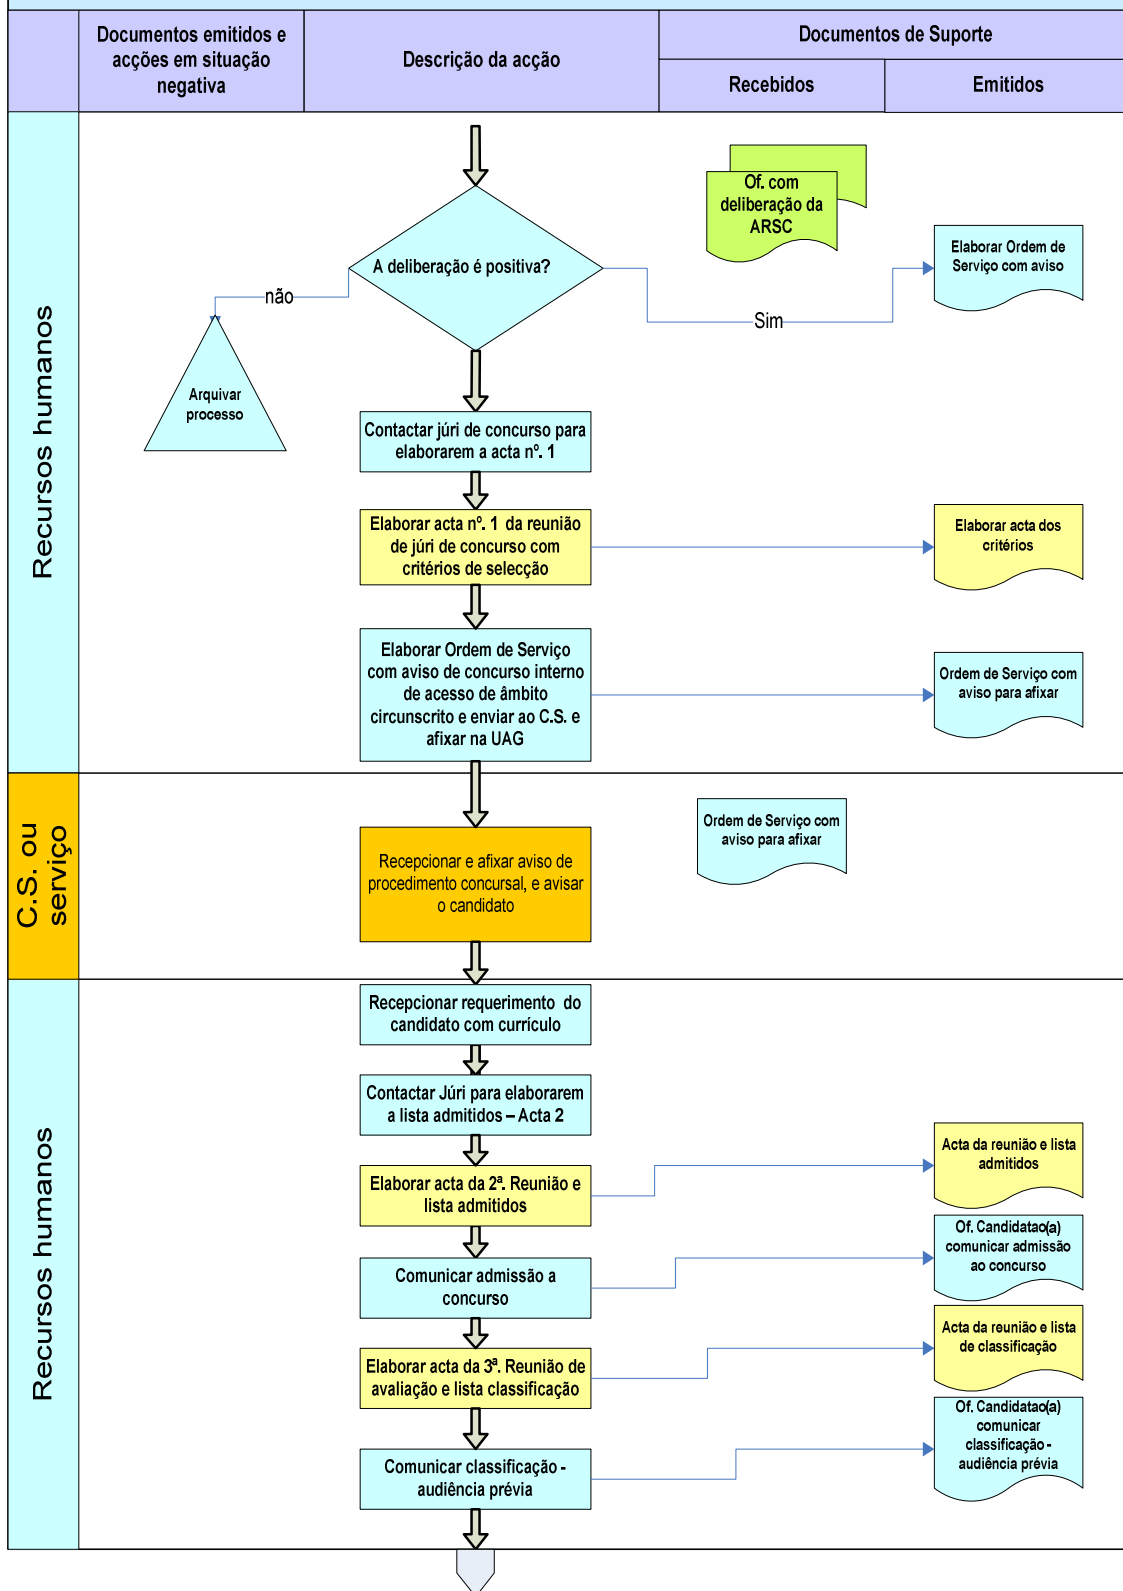 Documentos emitidos e
acções em situação
negativa
Descrição da acção
Documentos de Suporte
Recebidos
Emitidos
Recursos humanos
Of. com
deliberação da
ARSC
A deliberação é positiva?
Elaborar Ordem de
Serviço com aviso
não
Sim
Arquivar
processo
Contactar júri de concurso para
elaborarem a acta nº. 1
Elaborar acta nº. 1 da reunião
de júri de concurso com
critérios de selecção
Elaborar acta dos
critérios
Elaborar Ordem de Serviço
com aviso de concurso interno
de acesso de âmbito
circunscrito e enviar ao C.S. e
afixar na UAG
Ordem de Serviço com
aviso para afixar
C.S. ou
serviço
Recepcionar e afixar aviso de
procedimento concursal, e avisar
o candidato
Ordem de Serviço com
aviso para afixar
Recursos humanos
Recepcionar requerimento do
candidato com currículo
Contactar Júri para elaborarem
a lista admitidos – Acta 2
Elaborar acta da 2ª. Reunião e
lista admitidos
Acta da reunião e lista
admitidos
Comunicar admissão a
concurso
Of. Candidatao(a)
comunicar admissão
ao concurso
Elaborar acta da 3ª. Reunião de
avaliação e lista classificação
Acta da reunião e lista
de classificação
Comunicar classificação -
audiência prévia
Of. Candidatao(a)
comunicar
classificação -
audiência prévia